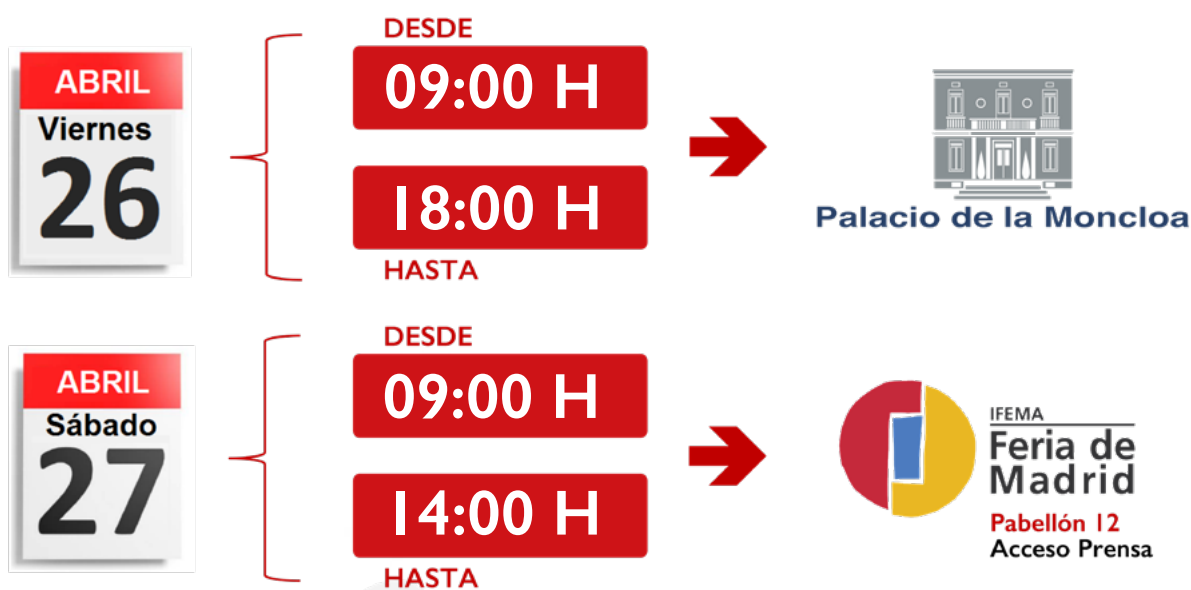 ABRIL
Viernes
26
DESDE
09:00 H
18:00 H
HASTA
Palacio de la Moncloa
ABRIL
Sábado
27
DESDE
09:00 H
14:00 H
HASTA
IFEMA
Feria de
Madrid
Pabellón 12
Acceso Prensa